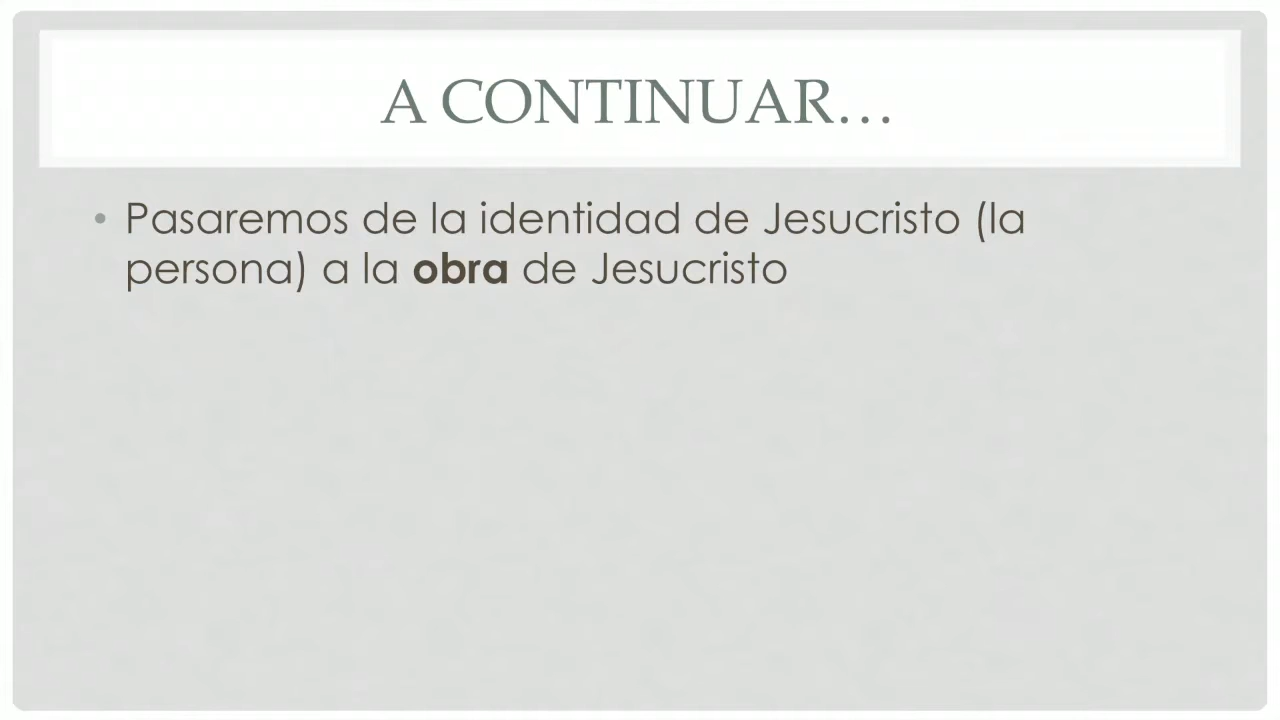 A CONTINUAR...
• Pasaremos de la identidad de Jesucristo (la
persona) a la obra de Jesucristo